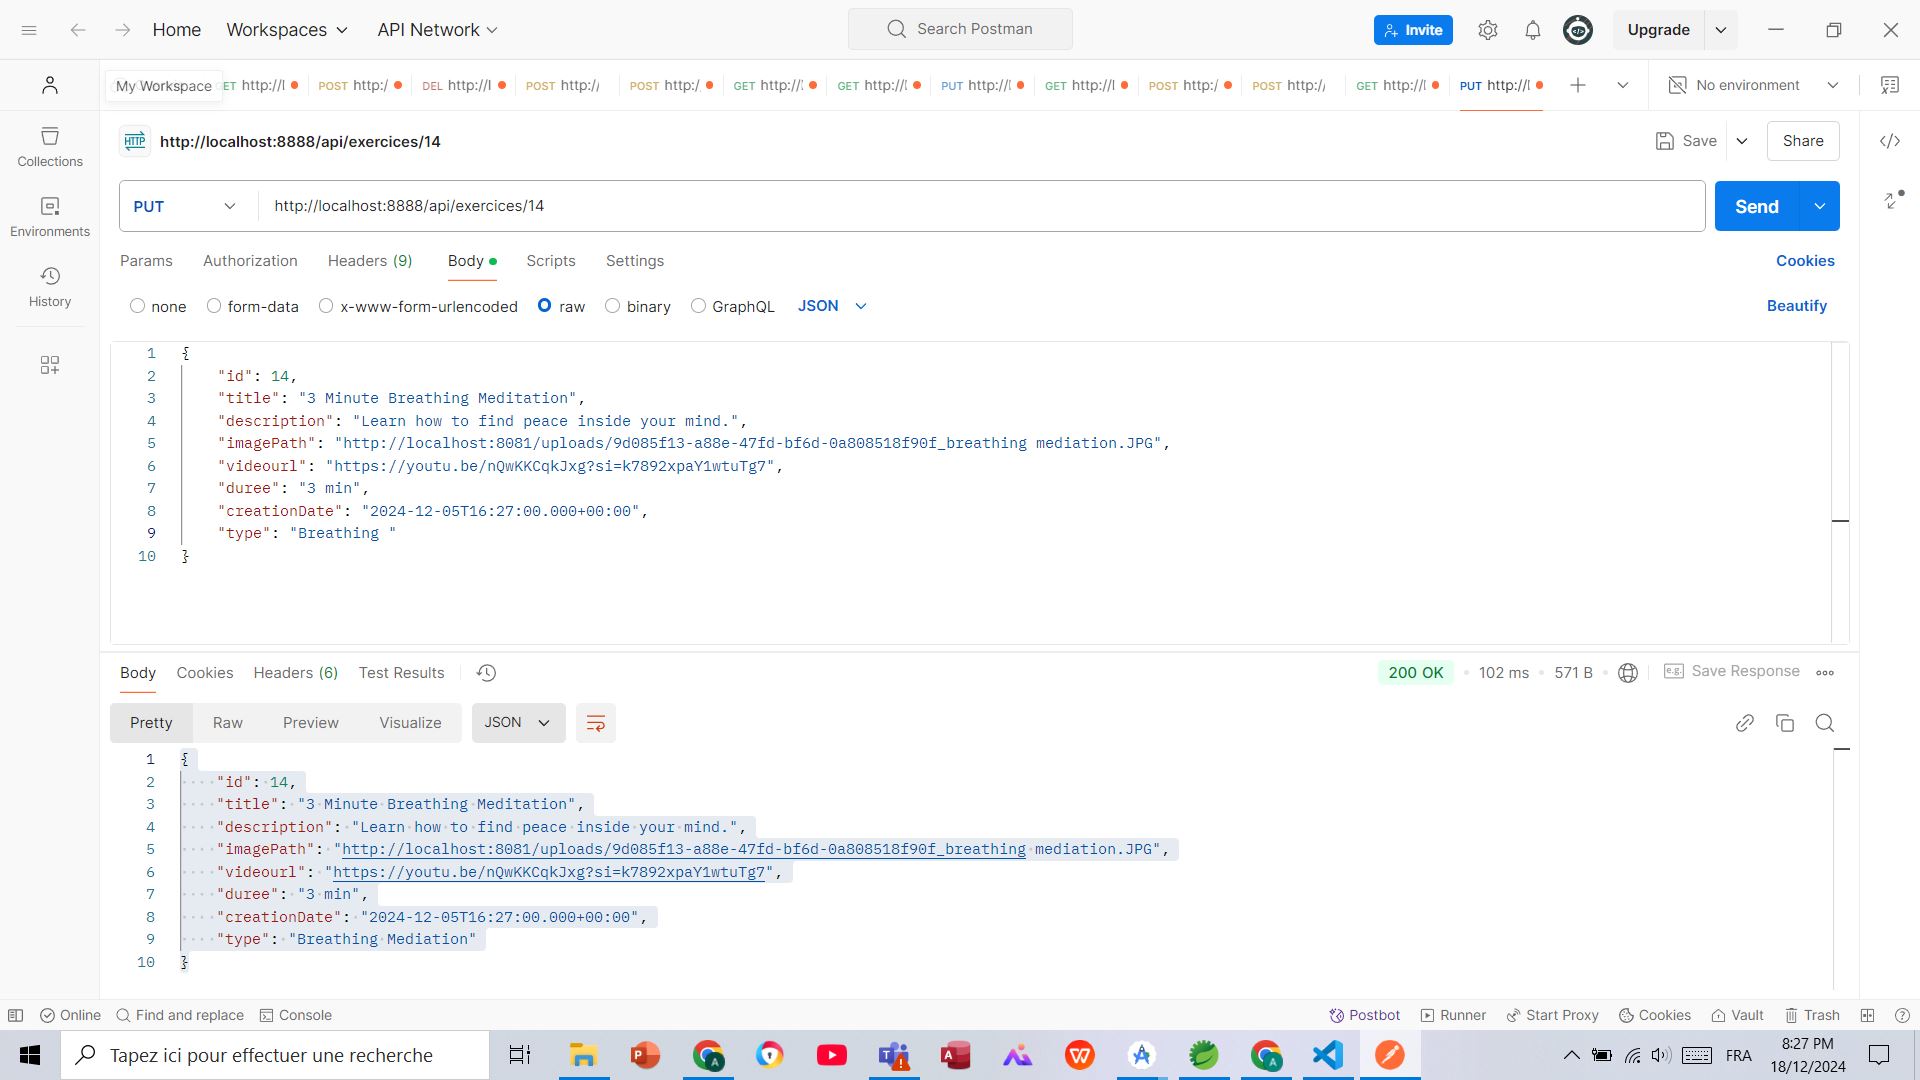 Home Workspaces API Network Search Postman Invite Upgrade
My Workspace ET http://l POST http:/ DEL http://l POST http:/ POST http:/ GET http://l GET http://l PUT http://l GET http://l POST http:/ POST http:/ GET http://l PUT http://l No environment
HTTP http://localhost:8888/api/exercices/14 Save Share
Collections
PUT http://localhost:8888/api/exercices/14 Send
Environments
Params Authorization Headers (9) Body Scripts Settings Cookies
History
none form-data x-www-form-urlencoded raw binary GraphQL JSON Beautify
1 {
2 "id": 14,
3 "title": "3 Minute Breathing Meditation",
4 "description": "Learn how to find peace inside your mind.",
5 "imagePath": "http://localhost:8081/uploads/9d085f13-a88e-47fd-bf6d-0a808518f90f_breathing mediation.JPG",
6 "videourl": "https://youtu.be/nQwKKCqkJxg?si=k7892xpaY1wtuTg7",
7 "duree": "3 min",
8 "creationDate": "2024-12-05T16:27:00.000+00:00",
9 "type": "Breathing "
10 }
Body Cookies Headers (6) Test Results 200 OK 102 ms 571 B e.g. Save Response
Pretty Raw Preview Visualize JSON
1 {
2 "id": 14,
3 "title": "3 Minute Breathing Meditation",
4 "description": "Learn how to find peace inside your mind.",
5 "imagePath": "http://localhost:8081/uploads/9d085f13-a88e-47fd-bf6d-0a808518f90f_breathing mediation.JPG",
6 "videourl": "https://youtu.be/nQwKKCqkJxg?si=k7892xpaY1wtuTg7",
7 "duree": "3 min",
8 "creationDate": "2024-12-05T16:27:00.000+00:00",
9 "type": "Breathing Mediation"
10 }
Online Find and replace Console Postbot Runner Start Proxy Cookies Vault Trash
Tapez ici pour effectuer une recherche FRA 8:27 PM
18/12/2024